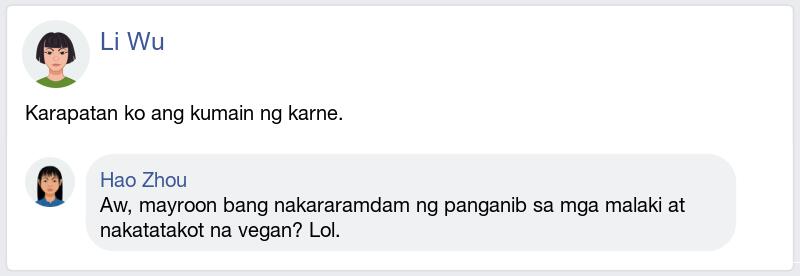 Li Wu
Karapatan ko ang kumain ng karne.
Hao Zhou
Aw, mayroon bang nakararamdam ng panganib sa mga malaki at
nakatatakot na vegan? Lol.